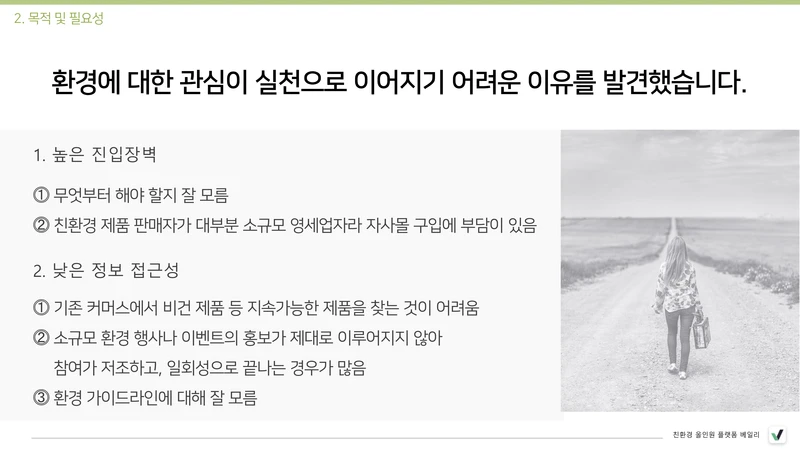 2. 목적 및 필요성
환경에 대한 관심이 실천으로 이어지기 어려운 이유를 발견했습니다.
1. 높은 진입장벽
① 무엇부터 해야 할지 잘 모름
② 친환경 제품 판매자가 대부분 소규모 영세업자라 자사몰 구입에 부담이 있음
2. 낮은 정보 접근성
① 기존 커머스에서 비건 제품 등 지속가능한 제품을 찾는 것이 어려움
② 소규모 환경 행사나 이벤트의 홍보가 제대로 이루어지지 않아
참여가 저조하고, 일회성으로 끝나는 경우가 많음
③ 환경 가이드라인에 대해 잘 모름
친환경 올인원 플랫폼 베일리